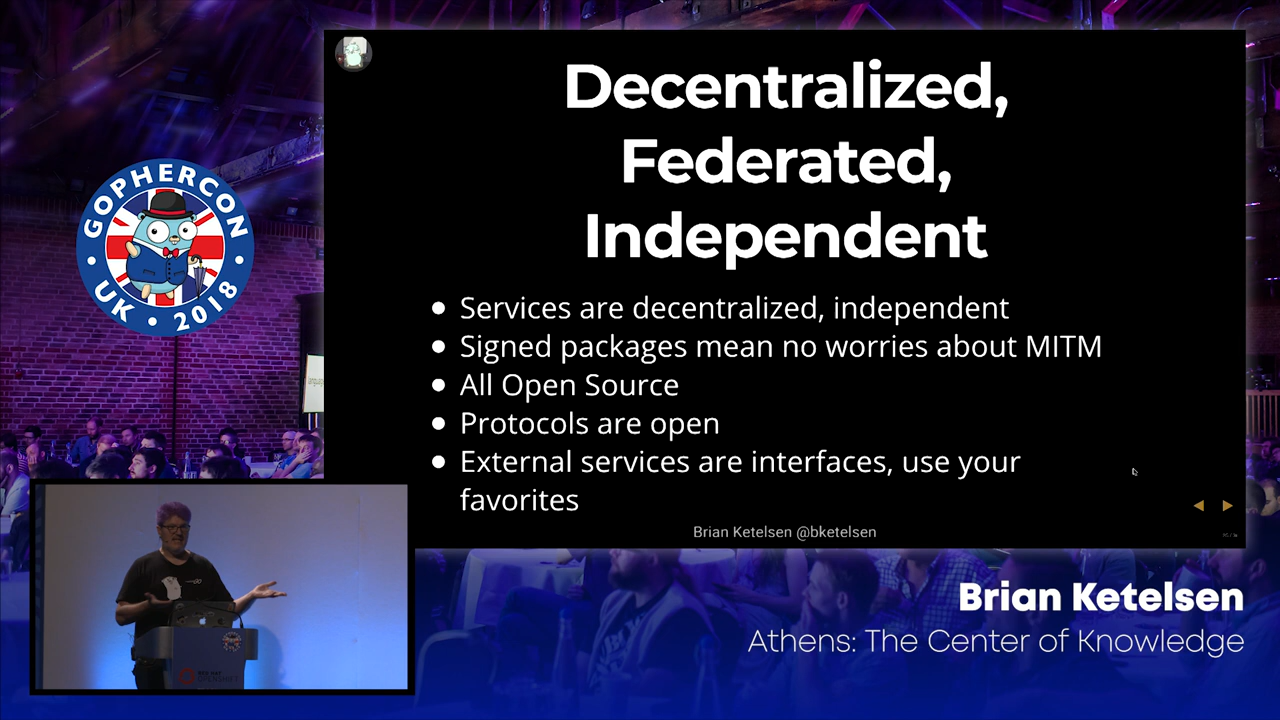 Decentralized,
Federated,
Independent
Services are decentralized, independent
Signed packages mean no worries about MITM
All Open Source
Protocols are open
External services are interfaces, use your
favorites
Brian Ketelsen @bketelsen
GOPHERCON
UK • 2018
Brian Ketelsen
Athens: The Center of Knowledge